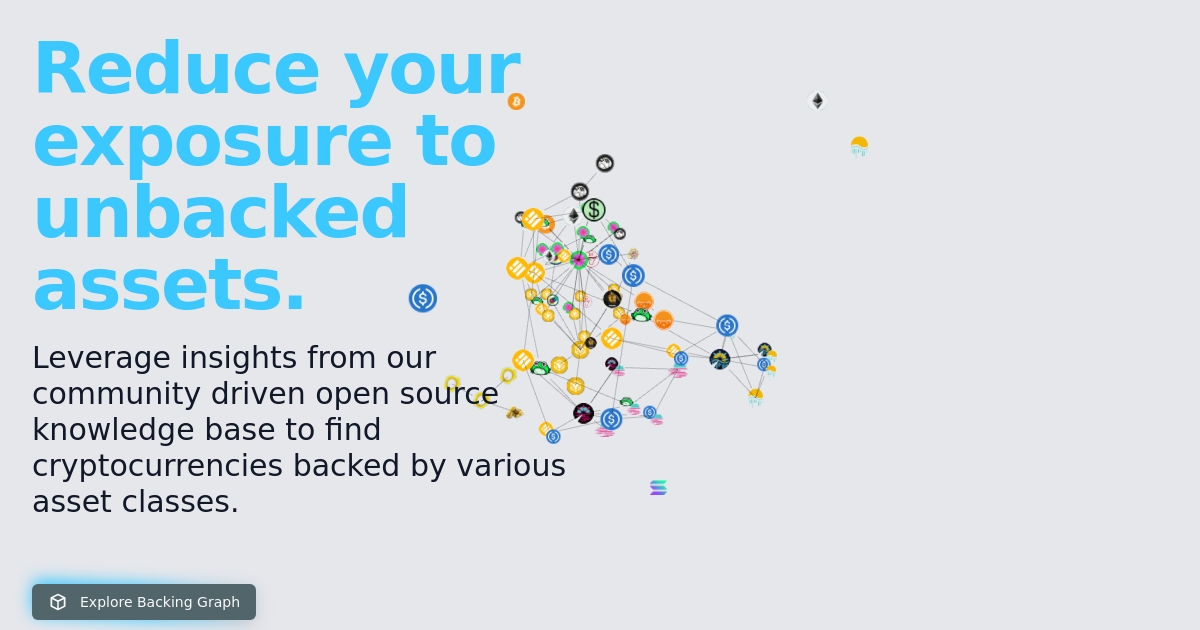 Reduce your
exposure to
unbacked
assets.
Leverage insights from our
community driven open source
knowledge base to find
cryptocurrencies backed by various
asset classes.
Explore Backing Graph